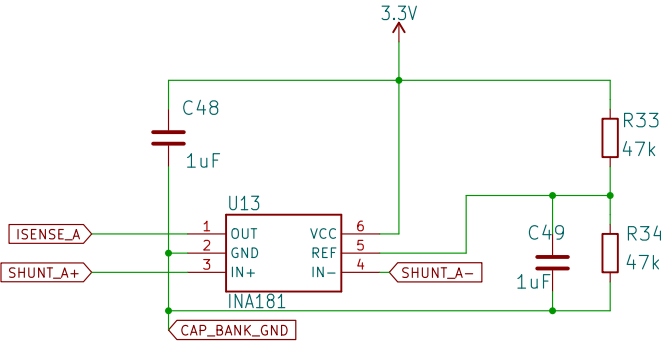 3.3V
C48
1uF
R33
47k
U13
ISENSE_A
1 OUT VCC 6
2 GND REF 5
SHUNT_A+
3 IN+ IN- 4
SHUNT_A-
INA181
C49
1uF
R34
47k
CAP_BANK_GND